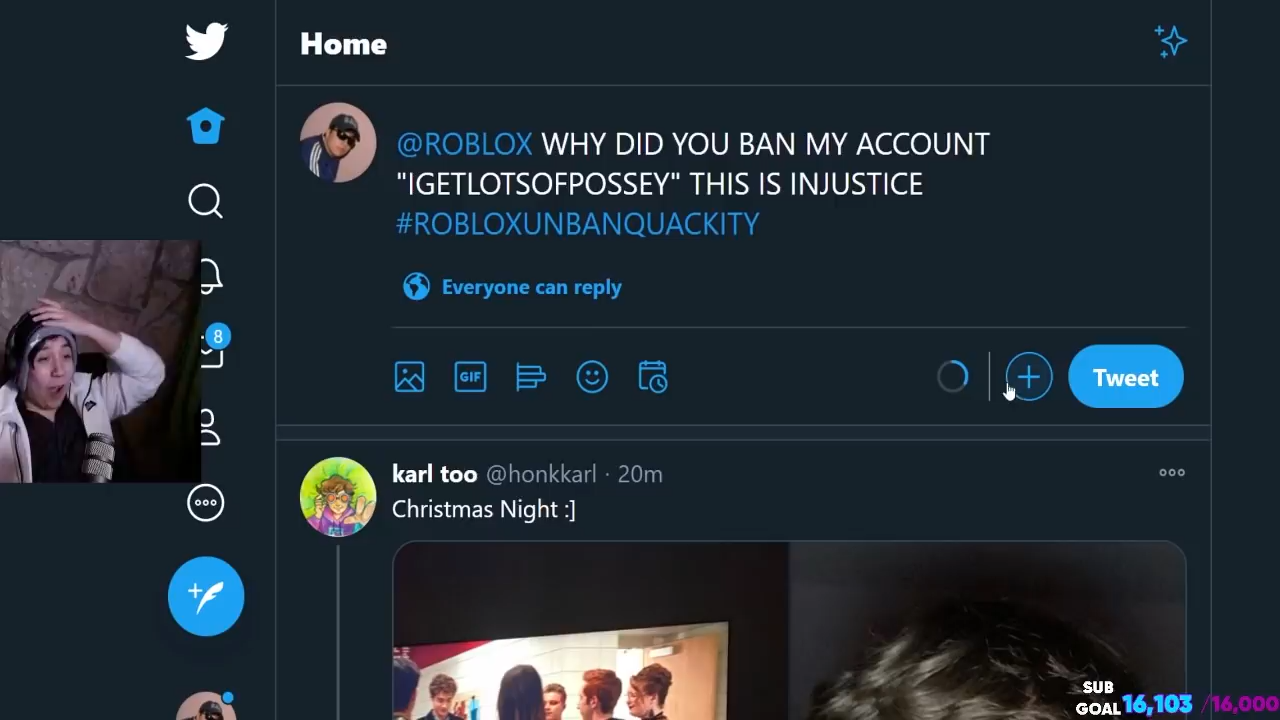 Home
@ROBLOX WHY DID YOU BAN MY ACCOUNT
"IGETLOTSOFPOSSEY" THIS IS INJUSTICE
#ROBLOXUNBANQUACKITY
Everyone can reply
8
GIF
Tweet
karl too @honkkarl · 20m
Christmas Night :]
SUB
GOAL 16,103 /16,000